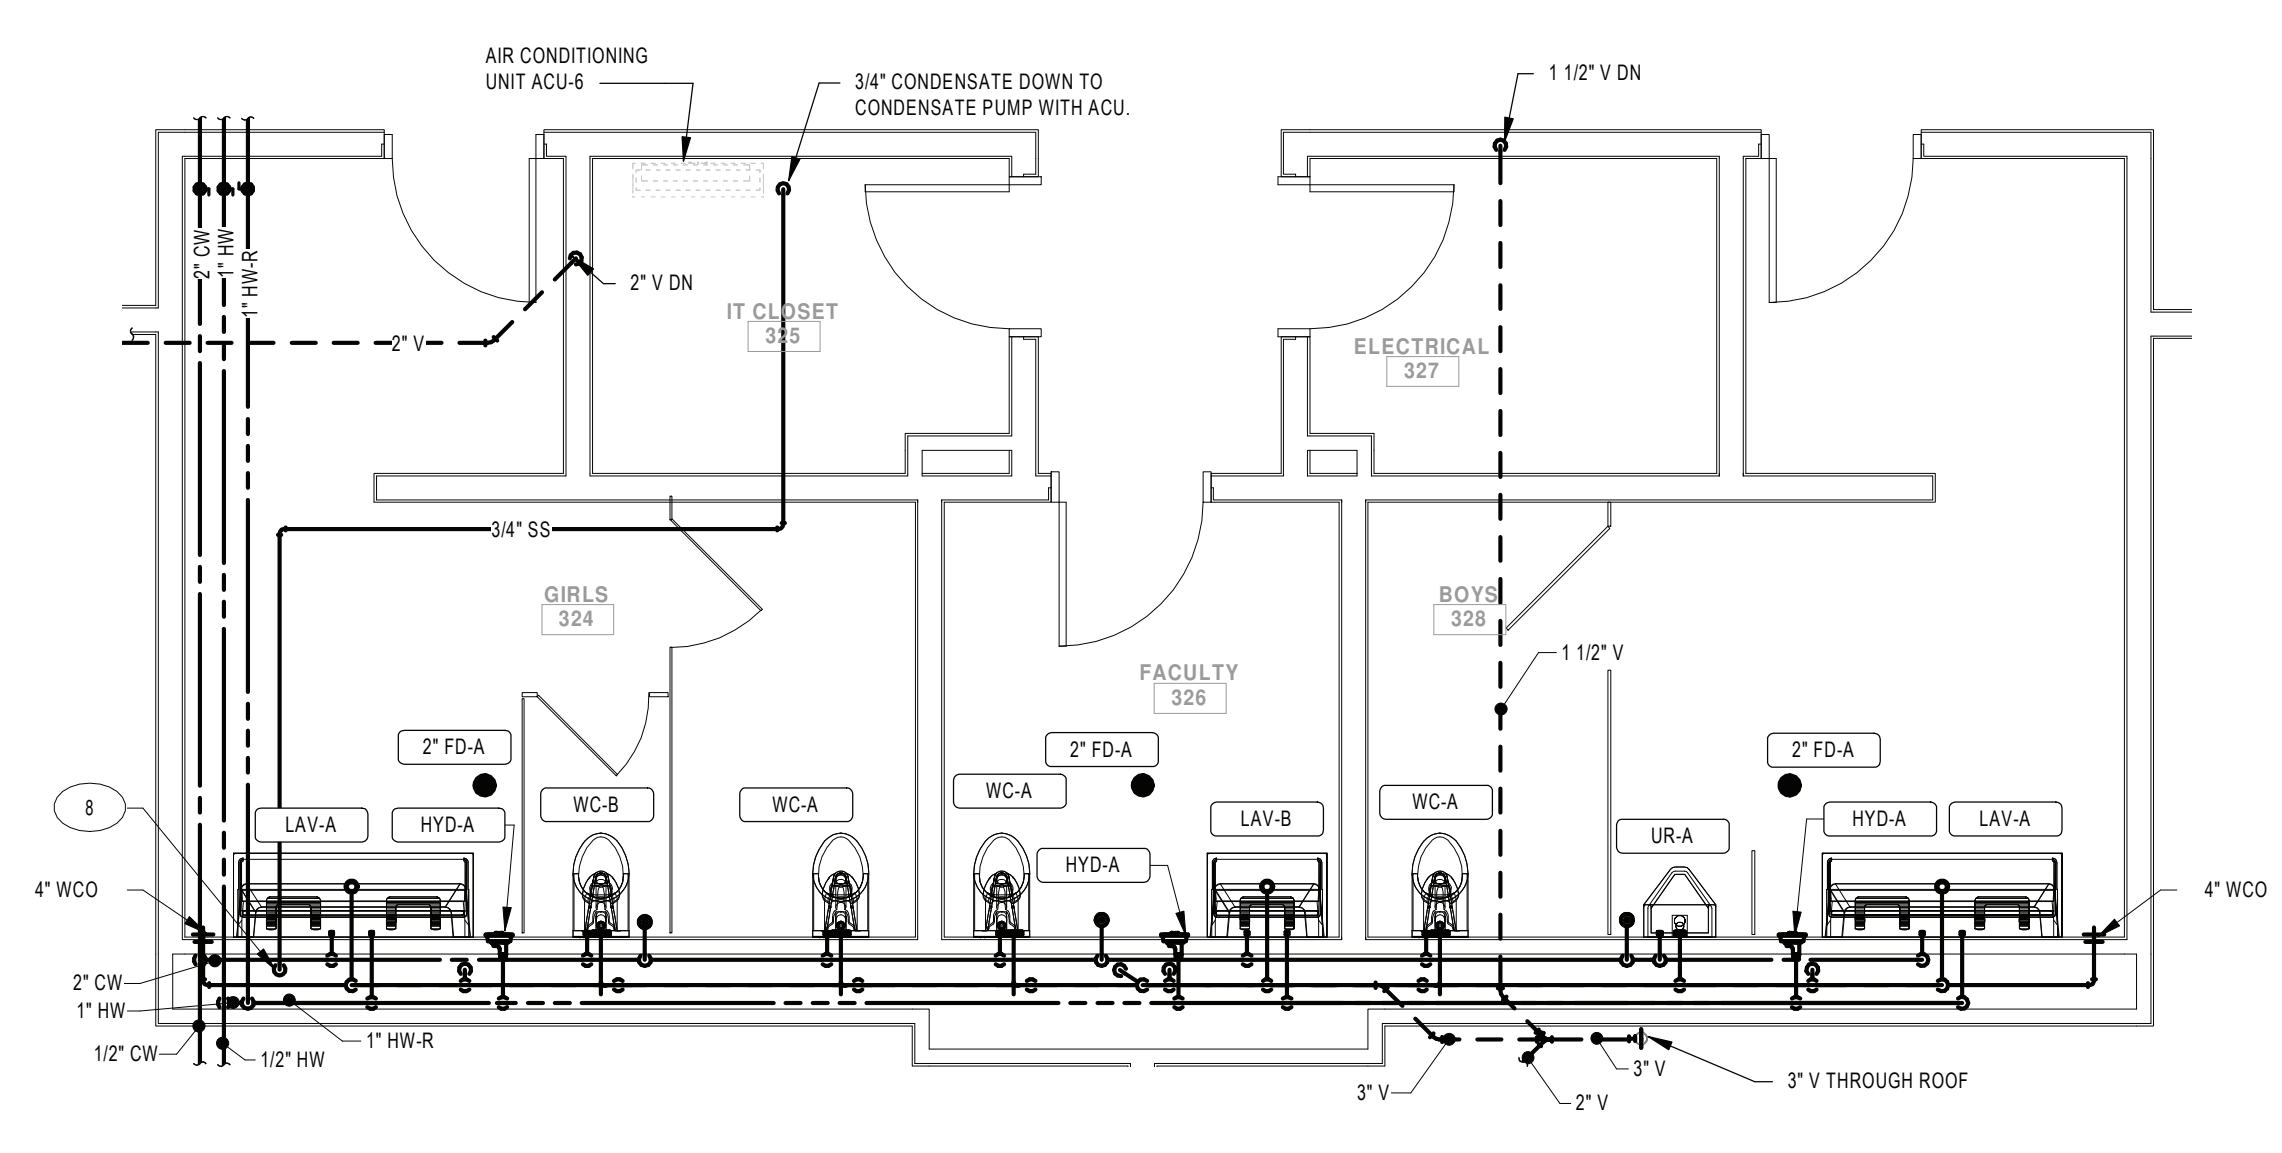 AIR CONDITIONING
UNIT ACU-6
3/4" CONDENSATE DOWN TO
CONDENSATE PUMP WITH ACU.
1 1/2" V DN
2" CW
1" HW
1" HW-R
2" V DN
IT CLOSET
325
2" V
ELECTRICAL
327
3/4" SS
GIRLS
324
BOYS
328
1 1/2" V
FACULTY
326
2" FD-A
2" FD-A
2" FD-A
8
LAV-A
HYD-A
WC-B
WC-A
WC-A
LAV-B
WC-A
UR-A
HYD-A
LAV-A
HYD-A
4" WCO
4" WCO
2" CW
1" HW
1/2" CW
1/2" HW
1" HW-R
3" V
2" V
3" V
3" V THROUGH ROOF